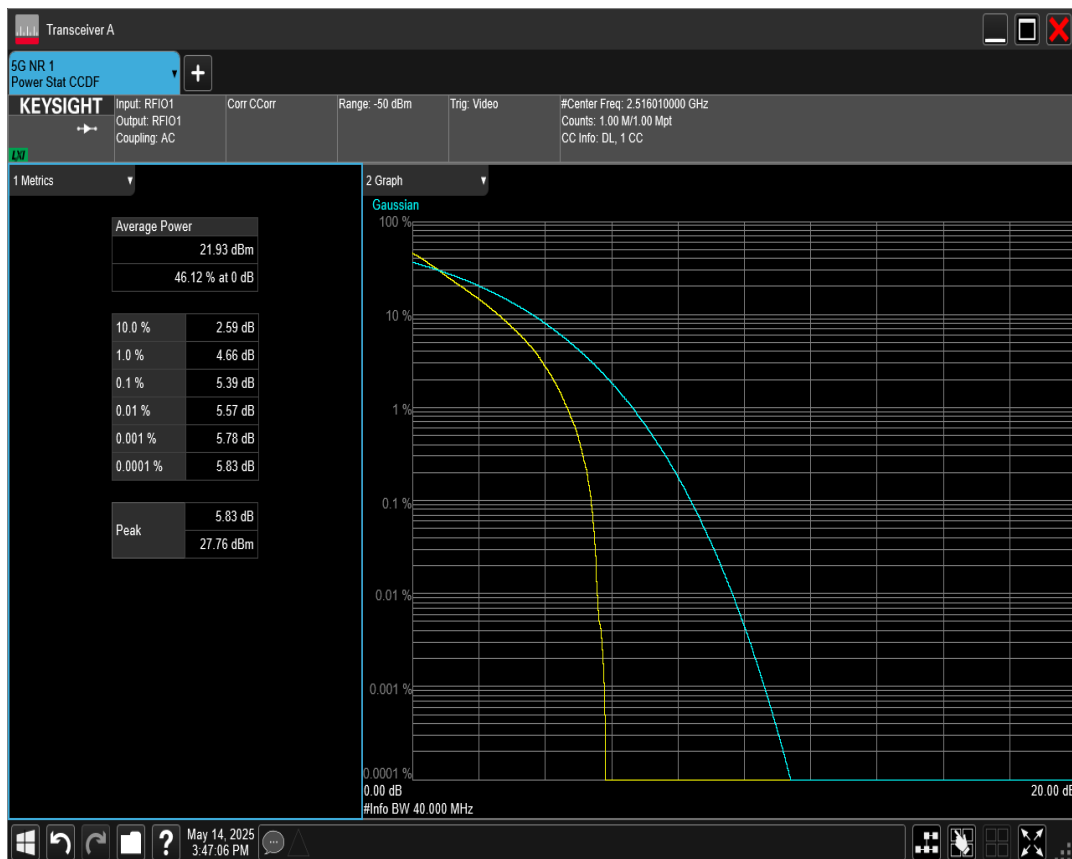 Transceiver A
5G NR 1
Power Stat CCDF
+
KEYSIGHT
LXI
Input: RFIO1
Output: RFIO1
Coupling: AC
Corr CCorr
Range: -50 dBm
Trig: Video
#Center Freq: 2.516010000 GHz
Counts: 1.00 M/1.00 Mpt
CC Info: DL, 1 CC
1 Metrics
Average Power
21.93 dBm
46.12 % at 0 dB
10.0 % 2.59 dB
1.0 % 4.66 dB
0.1 % 5.39 dB
0.01 % 5.57 dB
0.001 % 5.78 dB
0.0001 % 5.83 dB
Peak 5.83 dB
27.76 dBm
2 Graph
Gaussian
100 %
10 %
1 %
0.1 %
0.01 %
0.001 %
0.0001 %
0.00 dB 20.00 dB
#Info BW 40.000 MHz
?
May 14, 2025
3:47:06 PM